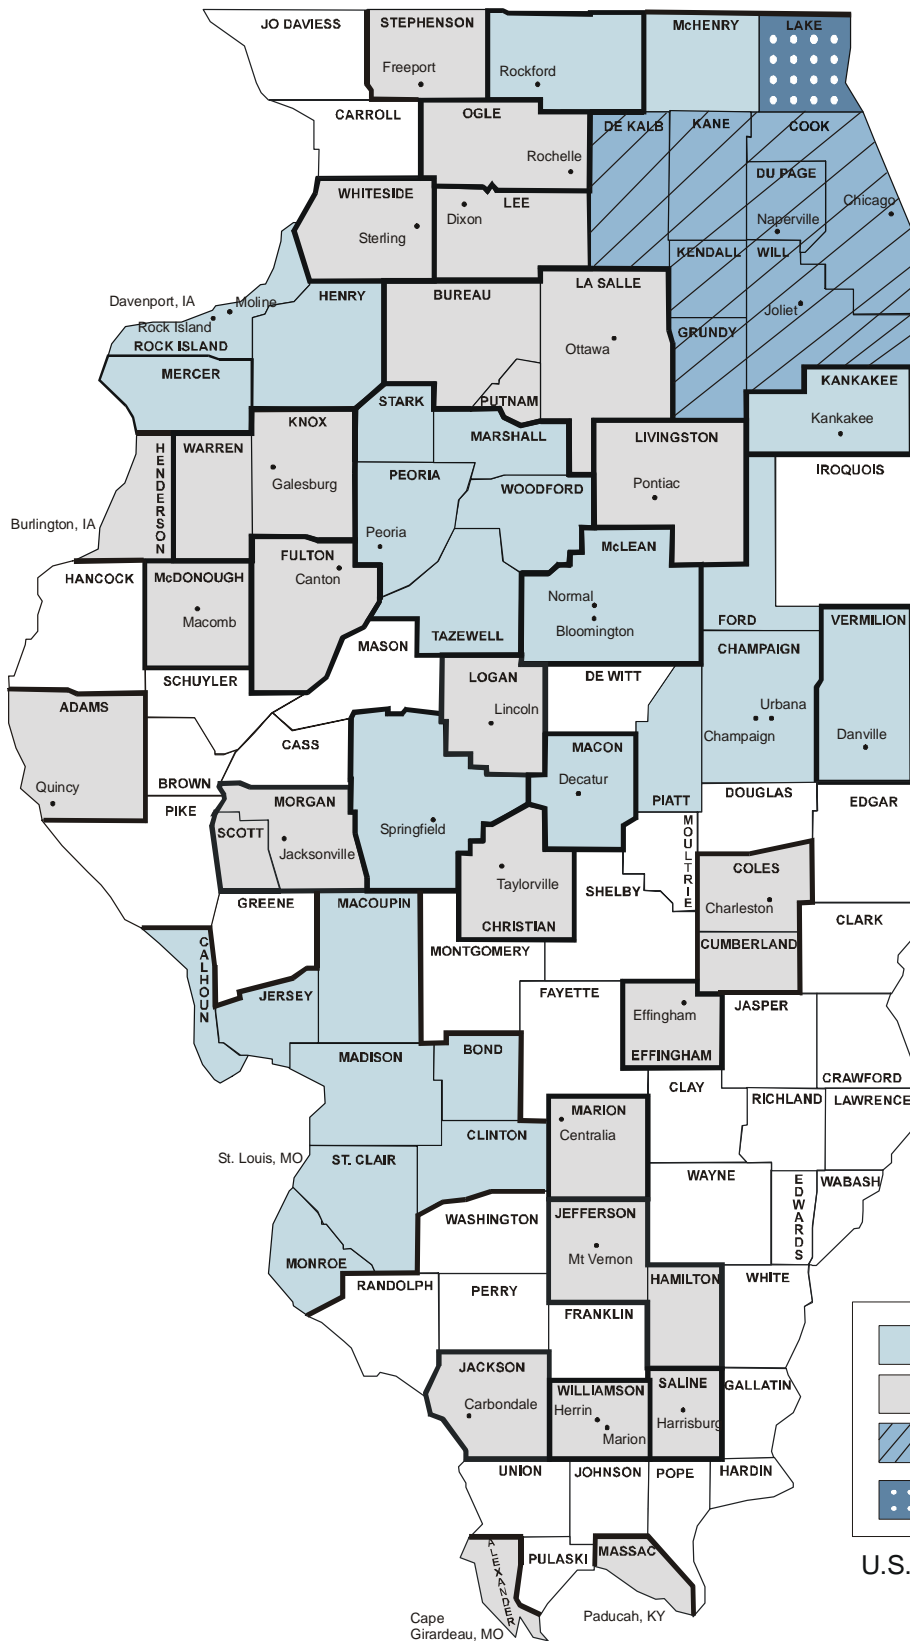 JO DAVIESS
STEPHENSON
Freeport
Rockford
McHENRY
LAKE
CARROLL
OGLE
Rochelle
DE KALB
KANE
COOK
DU PAGE
Naperville
Chicago
WHITESIDE
Sterling
Dixon
LEE
KENDALL
WILL
Joliet
GRUNDY
Davenport, IA
Moline
Rock Island
ROCK ISLAND
HENRY
BUREAU
LA SALLE
Ottawa
PUTNAM
MERCER
STARK
KANKAKEE
Kankakee
HENDERSON
WARREN
KNOX
Galesburg
MARSHALL
PEORIA
Peoria
WOODFORD
LIVINGSTON
Pontiac
IROQUOIS
Burlington, IA
HANCOCK
McDONOUGH
Macomb
FULTON
Canton
McLEAN
Normal
Bloomington
FORD
VERMILION
Danville
SCHUYLER
MASON
TAZEWELL
LOGAN
Lincoln
DE WITT
CHAMPAIGN
Urbana
Champaign
ADAMS
Quincy
BROWN
CASS
MACON
Decatur
PIATT
DOUGLAS
EDGAR
PIKE
SCOTT
MORGAN
Jacksonville
Springfield
Taylorville
CHRISTIAN
SHELBY
MOULTRIE
COLES
Charleston
CUMBERLAND
CLARK
GREENE
MACOUPIN
MONTGOMERY
CALHOUN
JERSEY
FAYETTE
Effingham
EFFINGHAM
JASPER
MADISON
BOND
CLAY
CRAWFORD
RICHLAND
LAWRENCE
MARION
Centralia
CLINTON
St. Louis, MO
ST. CLAIR
WAYNE
EDWARDS
WABASH
WASHINGTON
JEFFERSON
Mt Vernon
MONROE
RANDOLPH
PERRY
HAMILTON
WHITE
FRANKLIN
JACKSON
Carbondale
WILLIAMSON
Herrin
Marion
SALINE
Harrisburg
GALLATIN
UNION
JOHNSON
POPE
HARDIN
ALEXANDER
PULASKI
MASSAC
U.S.
Cape
Girardeau, MO
Paducah, KY